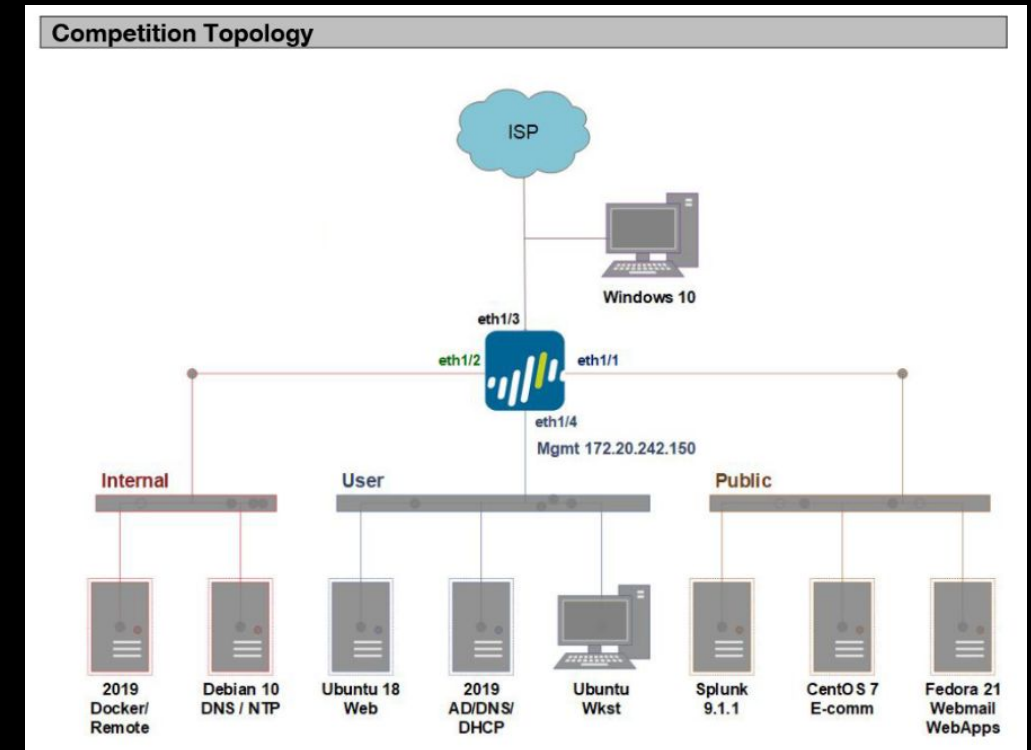 Competition Topology
ISP
Windows 10
eth1/3
eth1/2
eth1/1
eth1/4
Mgmt 172.20.242.150
Internal
User
Public
2019
Docker/
Remote
Debian 10
DNS / NTP
Ubuntu 18
Web
2019
AD/DNS/
DHCP
Ubuntu
Wkst
Splunk
9.1.1
CentOS 7
E-comm
Fedora 21
Webmail
WebApps